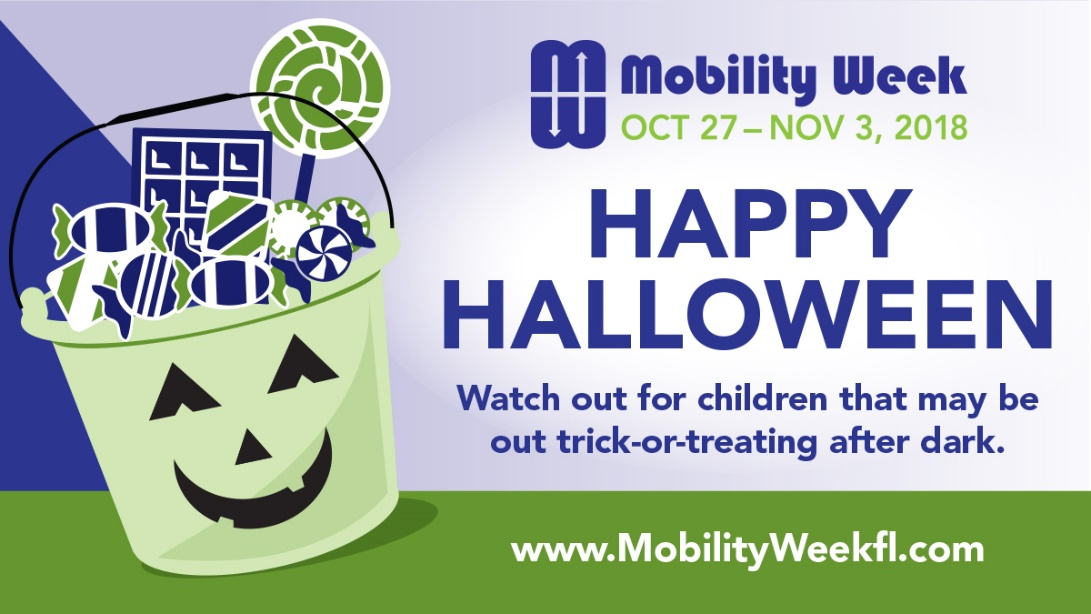 Mobility Week
OCT 27 – NOV 3, 2018
HAPPY
HALLOWEEN
Watch out for children that may be
out trick-or-treating after dark.
www.MobilityWeekfl.com